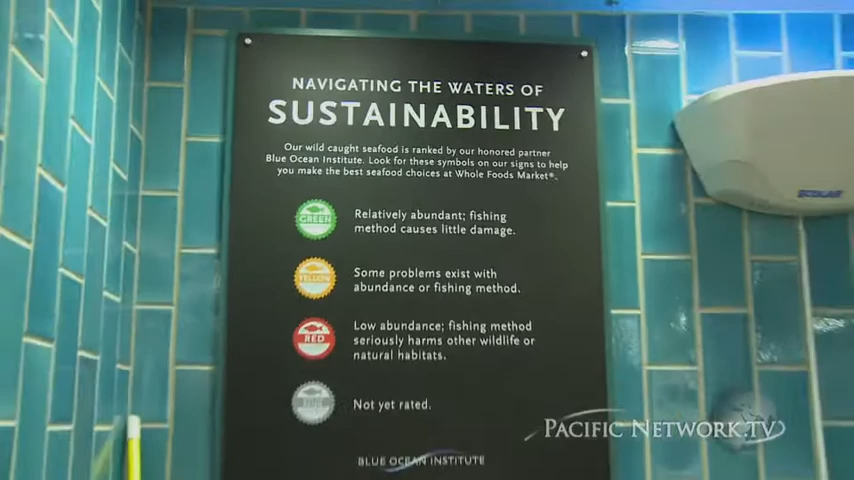 NAVIGATING THE WATERS OF
SUSTAINABILITY
Our wild caught seafood is ranked by our honored partner
Blue Ocean Institute. Look for these symbols on our signs to help
you make the best seafood choices at Whole Foods Market®.
GREEN
Relatively abundant; fishing
method causes little damage.
YELLOW
Some problems exist with
abundance or fishing method.
RED
Low abundance; fishing method
seriously harms other wildlife or
natural habitats.
Not yet rated.
BLUE OCEAN INSTITUTE
PACIFIC NETWORK.TV